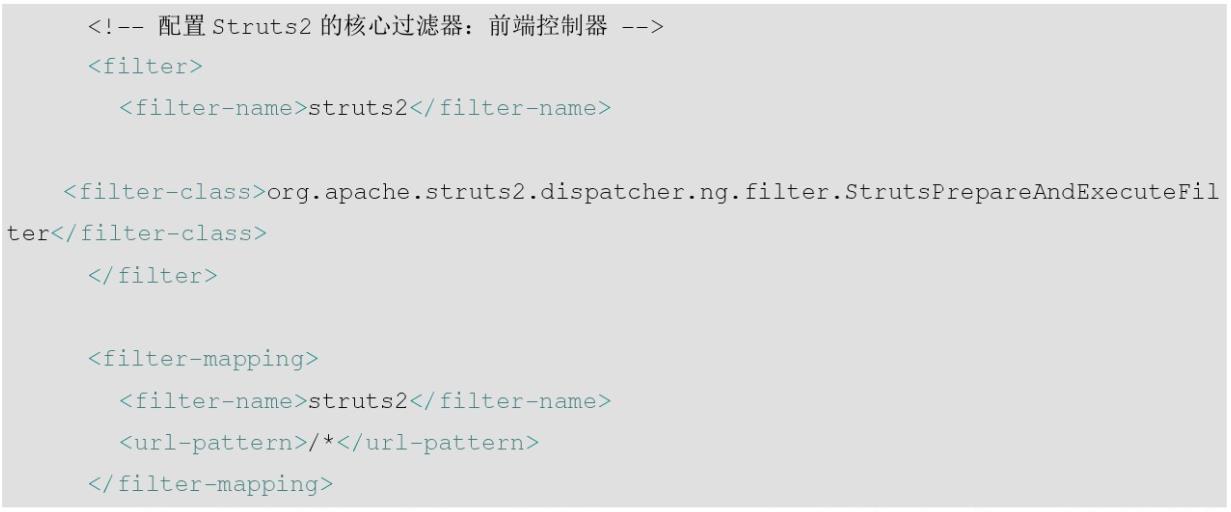 <!-- 配置 Struts2 的核心过滤器：前端控制器 -->
<filter>
<filter-name>struts2</filter-name>
<filter-class>org.apache.struts2.dispatcher.ng.filter.StrutsPrepareAndExecuteFil
ter</filter-class>
</filter>
<filter-mapping>
<filter-name>struts2</filter-name>
<url-pattern>/*</url-pattern>
</filter-mapping>